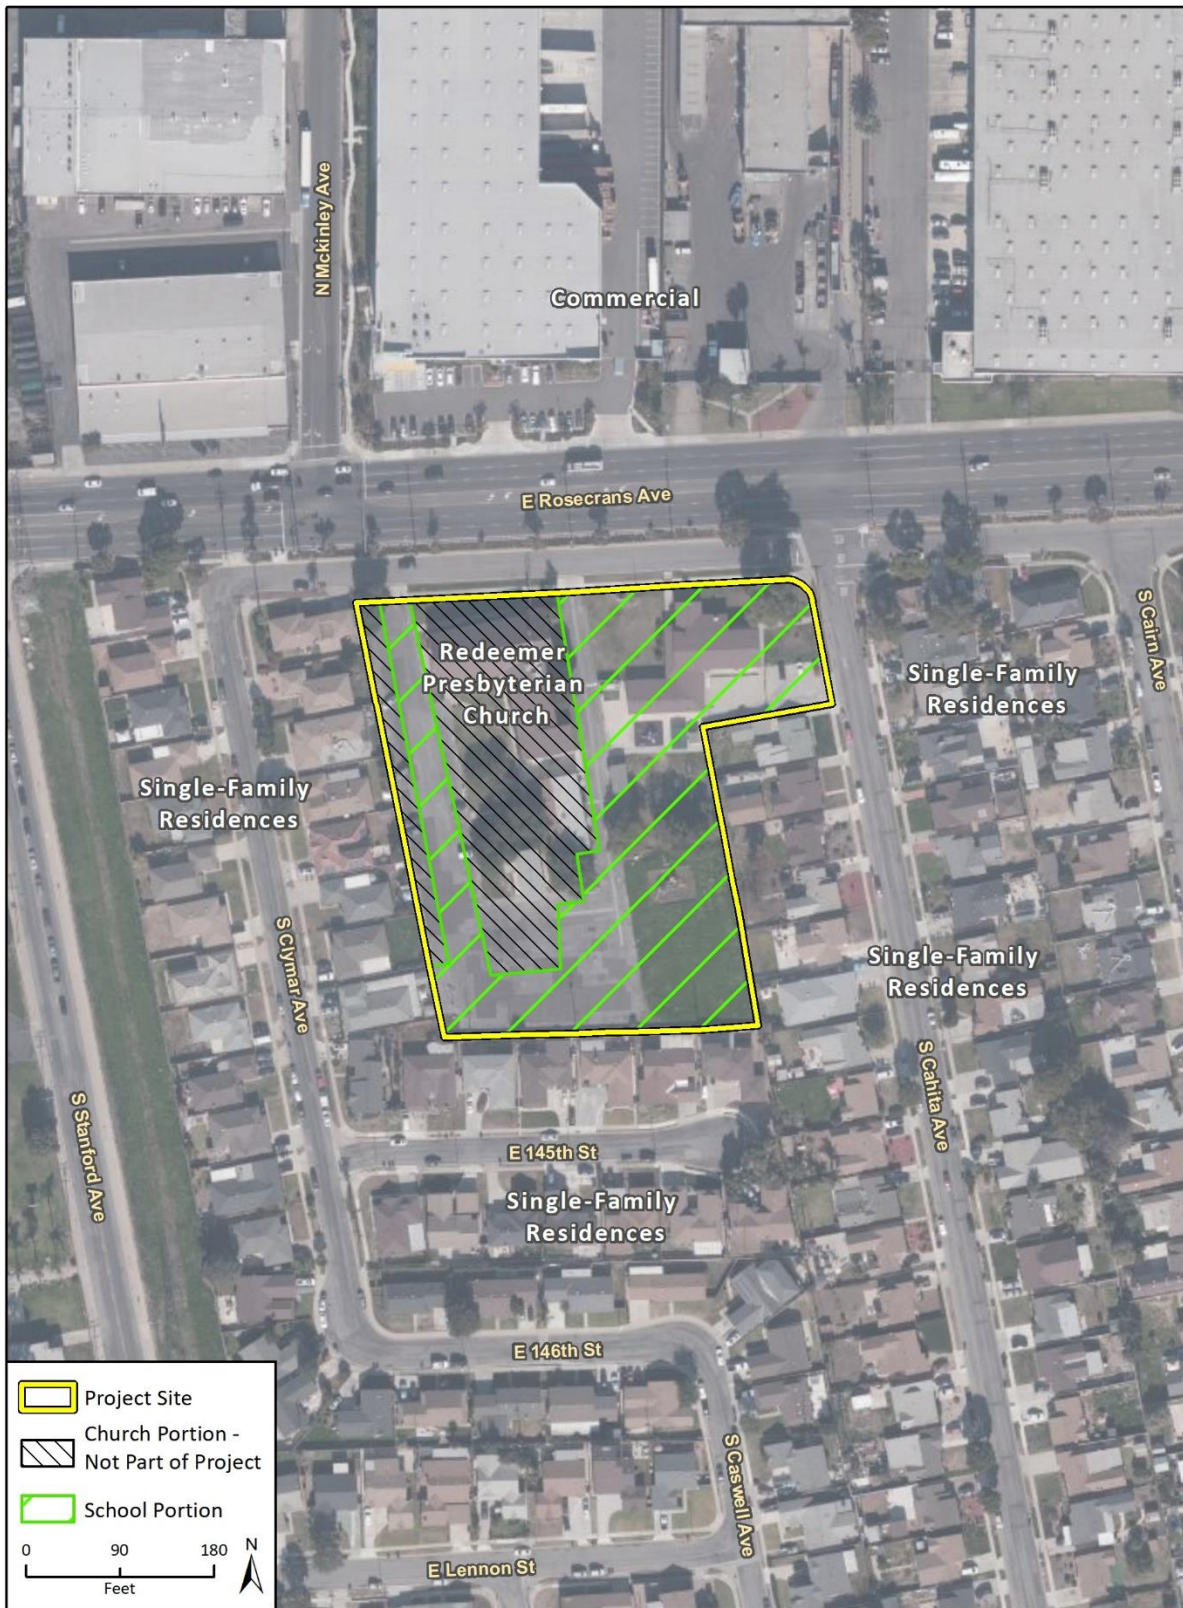 N Mckinley Ave
Commercial
E Rosecrans Ave
S Cairn Ave
Redeemer
Presbyterian
Church
Single-Family
Residences
Single-Family
Residences
S Clymar Ave
Single-Family
Residences
S Cahita Ave
S Stanford Ave
E 145th St
Single-Family
Residences
E 146th St
S Caswell Ave
E Lennon St
Project Site
Church Portion -
Not Part of Project
School Portion
0 90 180
Feet
N